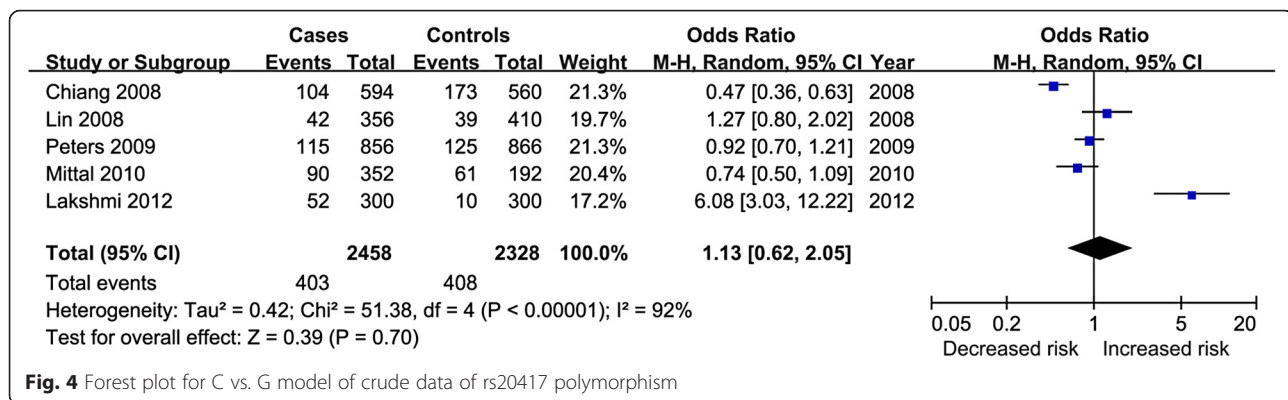 Cases Controls Odds Ratio Odds Ratio
Study or Subgroup Events Total Events Total Weight M-H, Random, 95% CI Year M-H, Random, 95% CI
Chiang 2008 104 594 173 560 21.3% 0.47 [0.36, 0.63] 2008
Lin 2008 42 356 39 410 19.7% 1.27 [0.80, 2.02] 2008
Peters 2009 115 856 125 866 21.3% 0.92 [0.70, 1.21] 2009
Mittal 2010 90 352 61 192 20.4% 0.74 [0.50, 1.09] 2010
Lakshmi 2012 52 300 10 300 17.2% 6.08 [3.03, 12.22] 2012
Total (95% CI) 2458 2328 100.0% 1.13 [0.62, 2.05]
Total events 403 408
Heterogeneity: Tau² = 0.42; Chi² = 51.38, df = 4 (P < 0.00001); I² = 92%
Test for overall effect: Z = 0.39 (P = 0.70)
0.05 0.2 1 5 20
Decreased risk Increased risk
Fig. 4 Forest plot for C vs. G model of crude data of rs20417 polymorphism